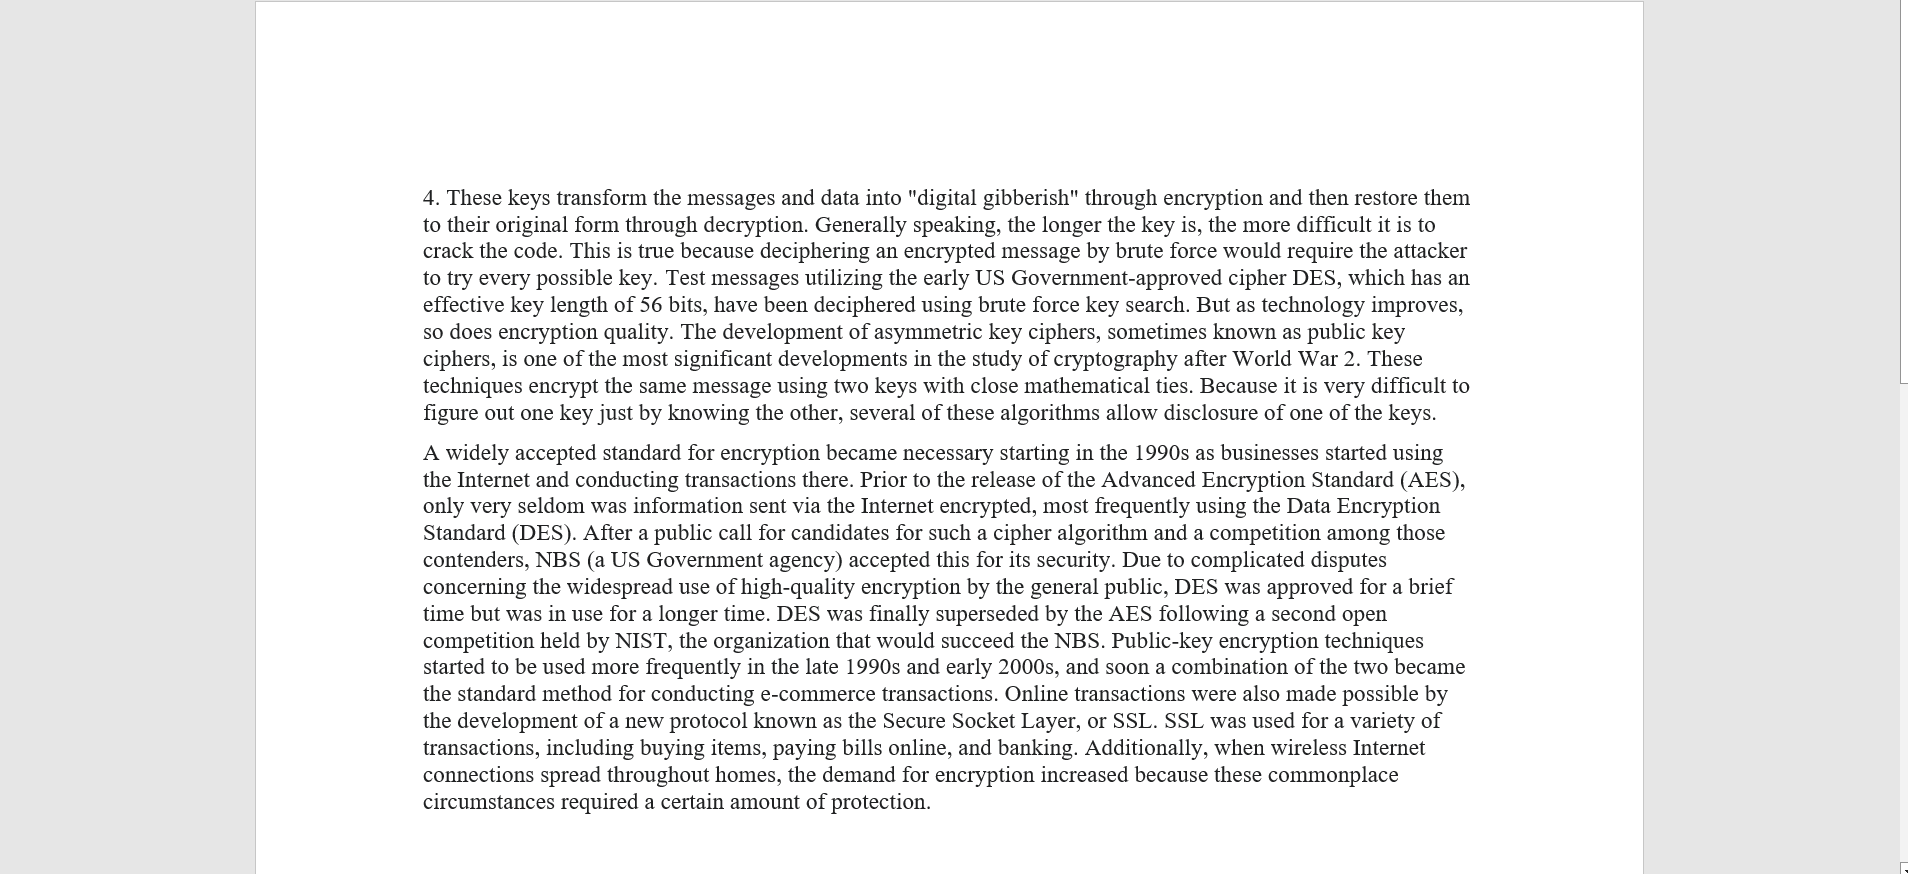 4. These keys transform the messages and data into "digital gibberish" through encryption and then restore them
to their original form through decryption. Generally speaking, the longer the key is, the more difficult it is to
crack the code. This is true because deciphering an encrypted message by brute force would require the attacker
to try every possible key. Test messages utilizing the early US Government-approved cipher DES, which has an
effective key length of 56 bits, have been deciphered using brute force key search. But as technology improves,
so does encryption quality. The development of asymmetric key ciphers, sometimes known as public key
ciphers, is one of the most significant developments in the study of cryptography after World War 2. These
techniques encrypt the same message using two keys with close mathematical ties. Because it is very difficult to
figure out one key just by knowing the other, several of these algorithms allow disclosure of one of the keys.
A widely accepted standard for encryption became necessary starting in the 1990s as businesses started using
the Internet and conducting transactions there. Prior to the release of the Advanced Encryption Standard (AES),
only very seldom was information sent via the Internet encrypted, most frequently using the Data Encryption
Standard (DES). After a public call for candidates for such a cipher algorithm and a competition among those
contenders, NBS (a US Government agency) accepted this for its security. Due to complicated disputes
concerning the widespread use of high-quality encryption by the general public, DES was approved for a brief
time but was in use for a longer time. DES was finally superseded by the AES following a second open
competition held by NIST, the organization that would succeed the NBS. Public-key encryption techniques
started to be used more frequently in the late 1990s and early 2000s, and soon a combination of the two became
the standard method for conducting e-commerce transactions. Online transactions were also made possible by
the development of a new protocol known as the Secure Socket Layer, or SSL. SSL was used for a variety of
transactions, including buying items, paying bills online, and banking. Additionally, when wireless Internet
connections spread throughout homes, the demand for encryption increased because these commonplace
circumstances required a certain amount of protection.